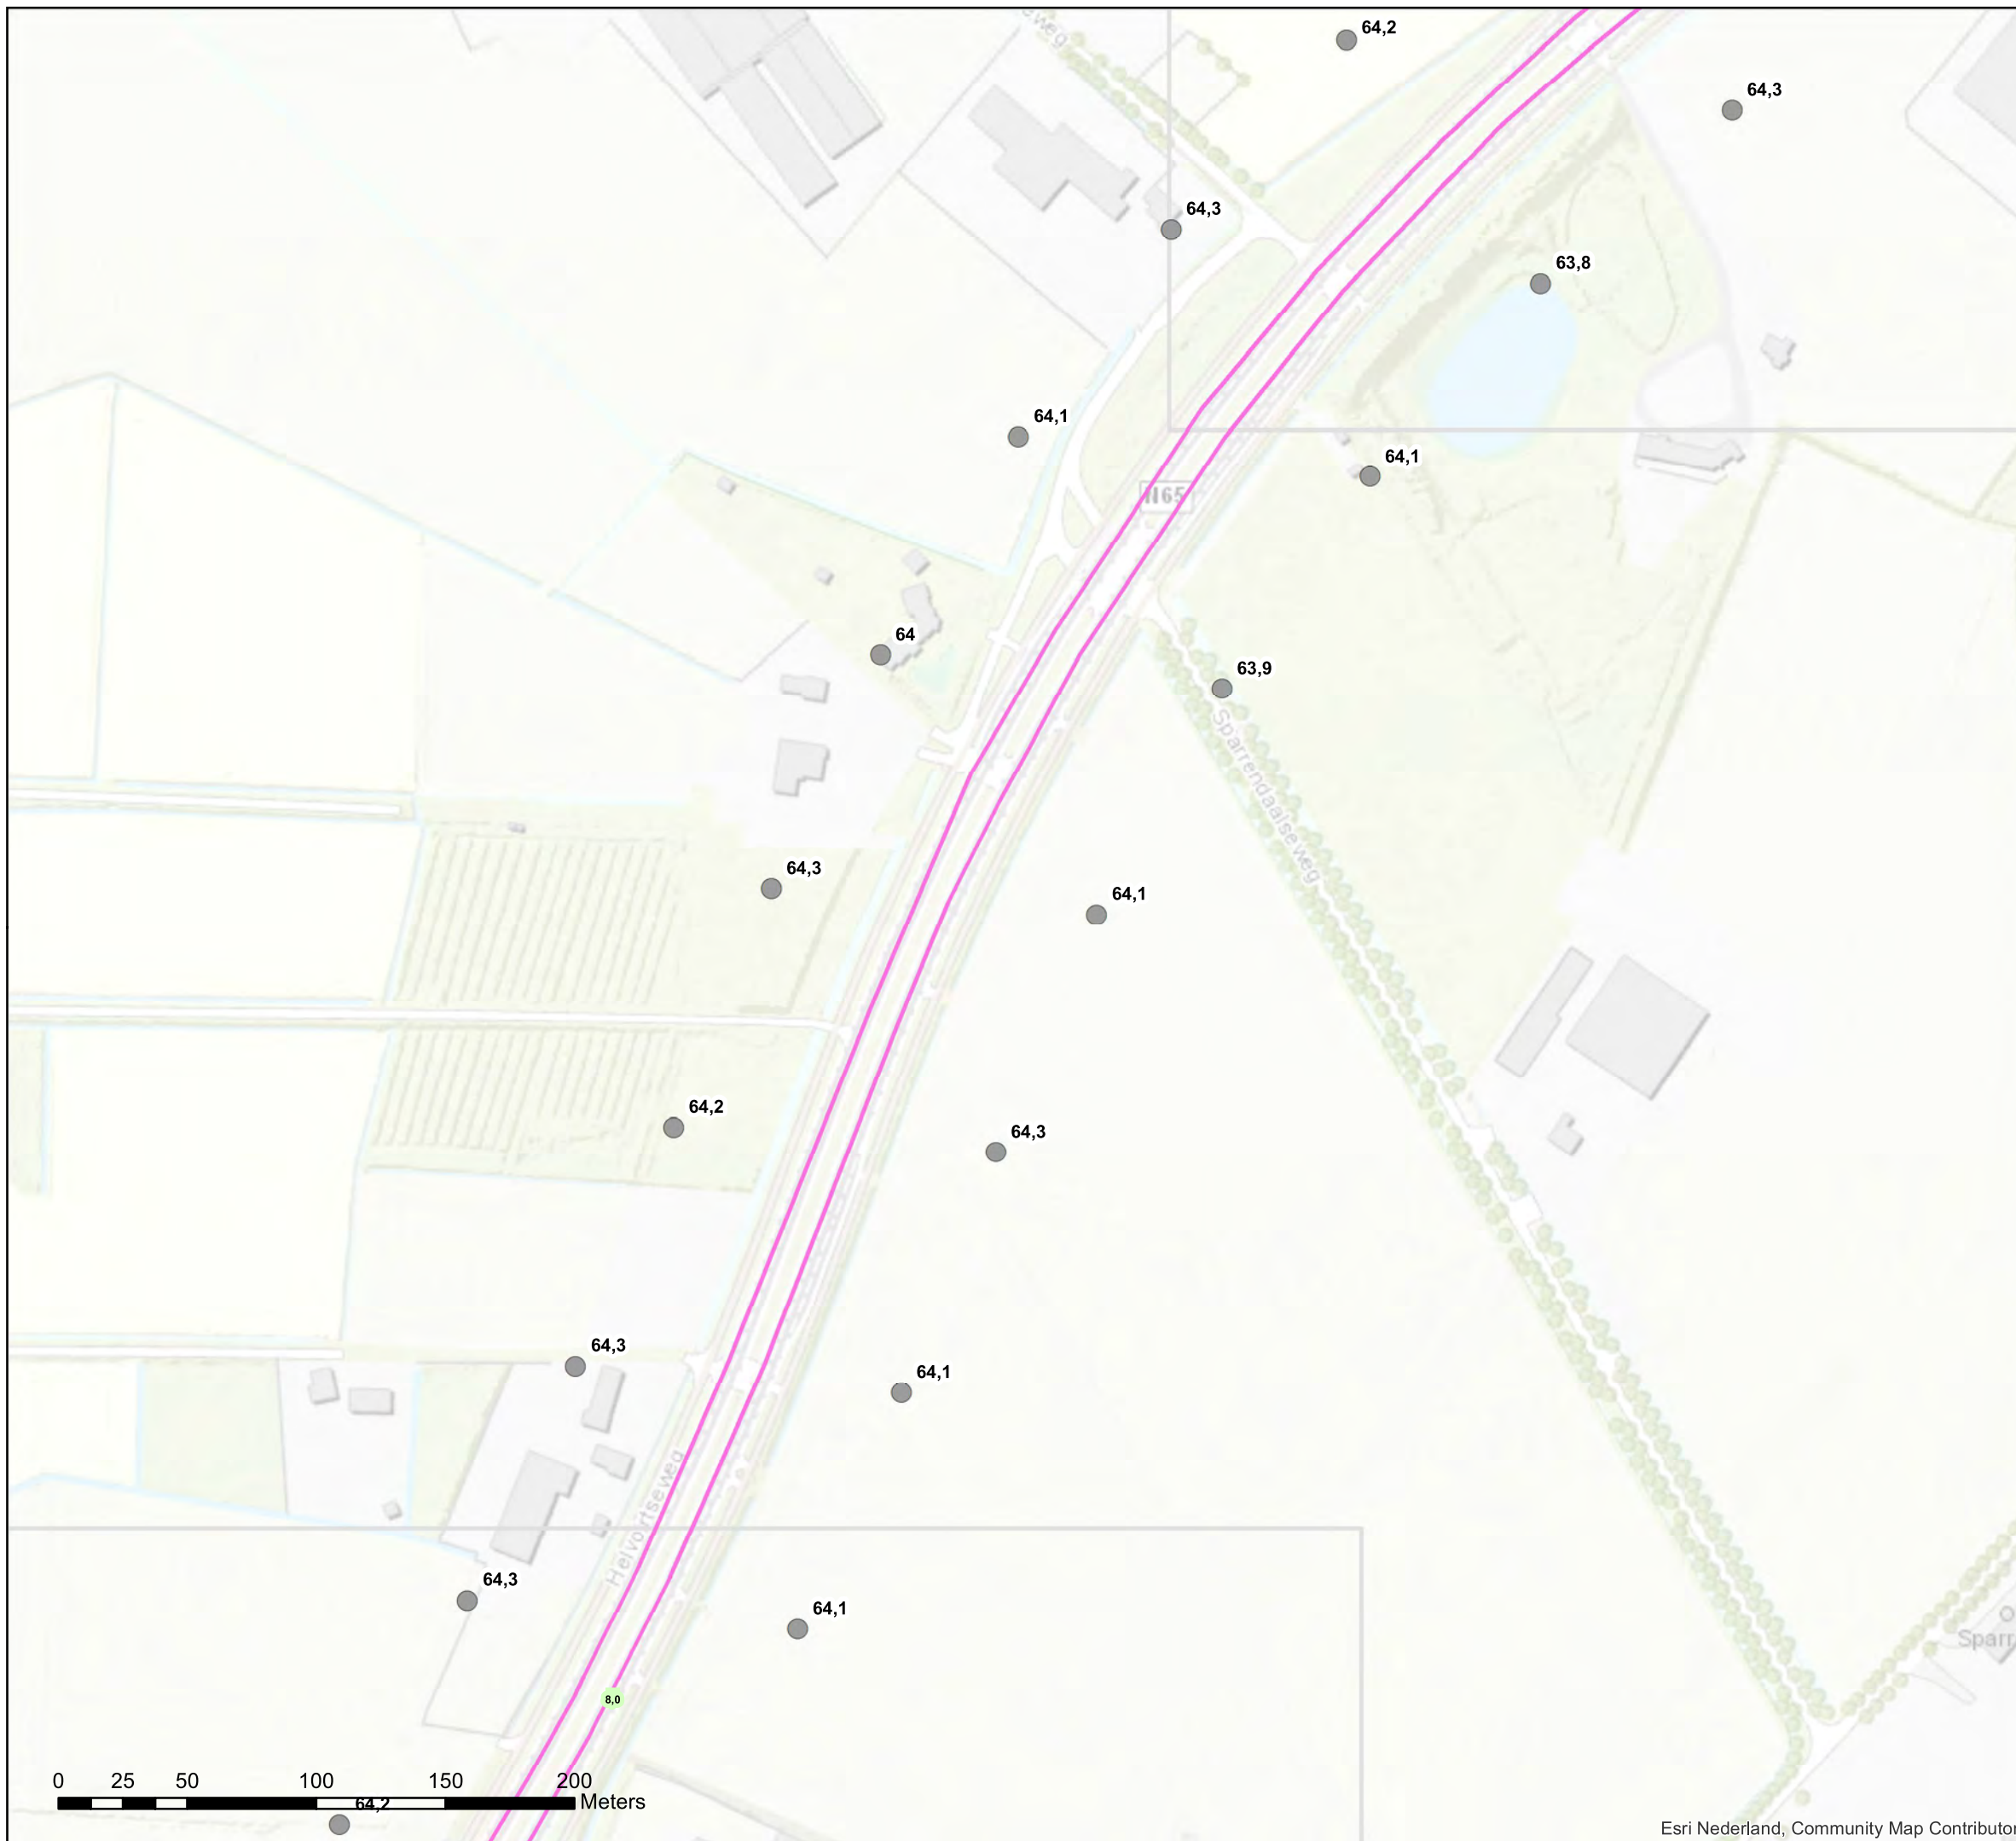 eweg
64,2
64,3
64,3
63,8
64,1
64,1
N65
64
63,9
Sparrendaalseweg
64,3
64,1
64,2
64,3
64,3
64,1
Helvoirtseweg
64,3
64,1
Sparr
8,0
0 25 50 100 150 200
Meters
64,2
Esri Nederland, Community Map Contributor